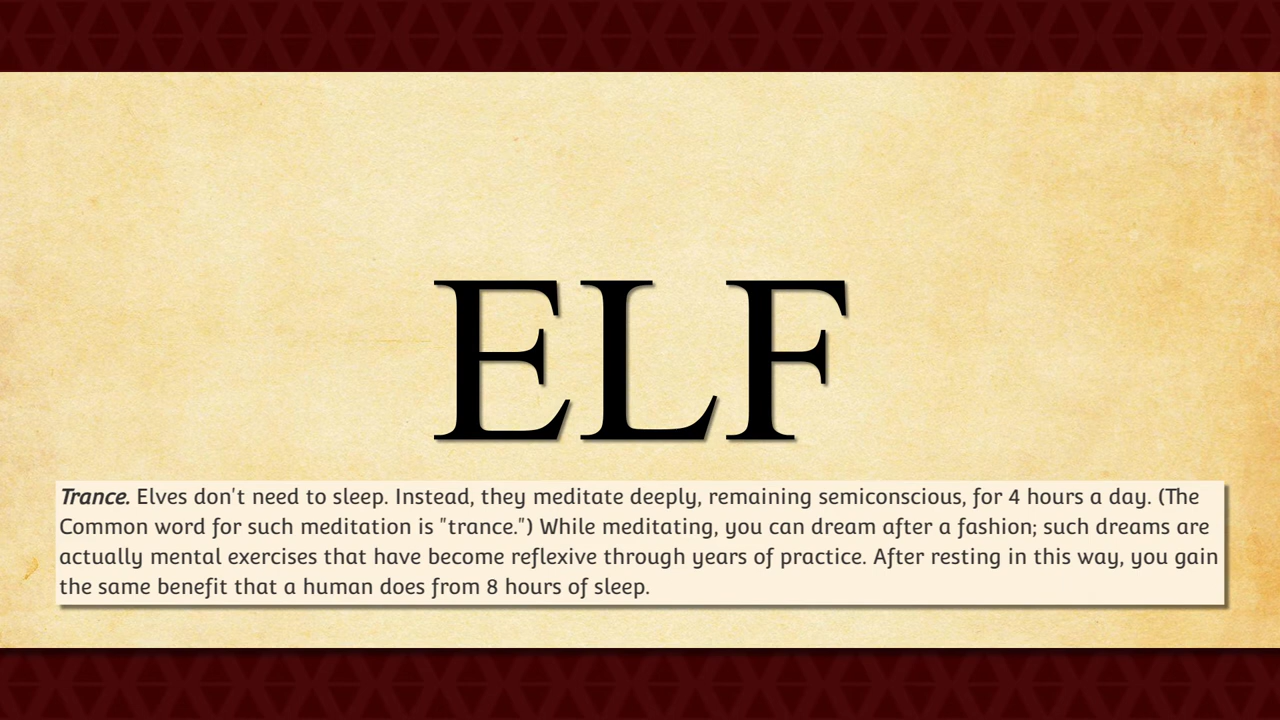 ELF
Trance. Elves don't need to sleep. Instead, they meditate deeply, remaining semiconscious, for 4 hours a day. (The
Common word for such meditation is "trance.") While meditating, you can dream after a fashion; such dreams are
actually mental exercises that have become reflexive through years of practice. After resting in this way, you gain
the same benefit that a human does from 8 hours of sleep.